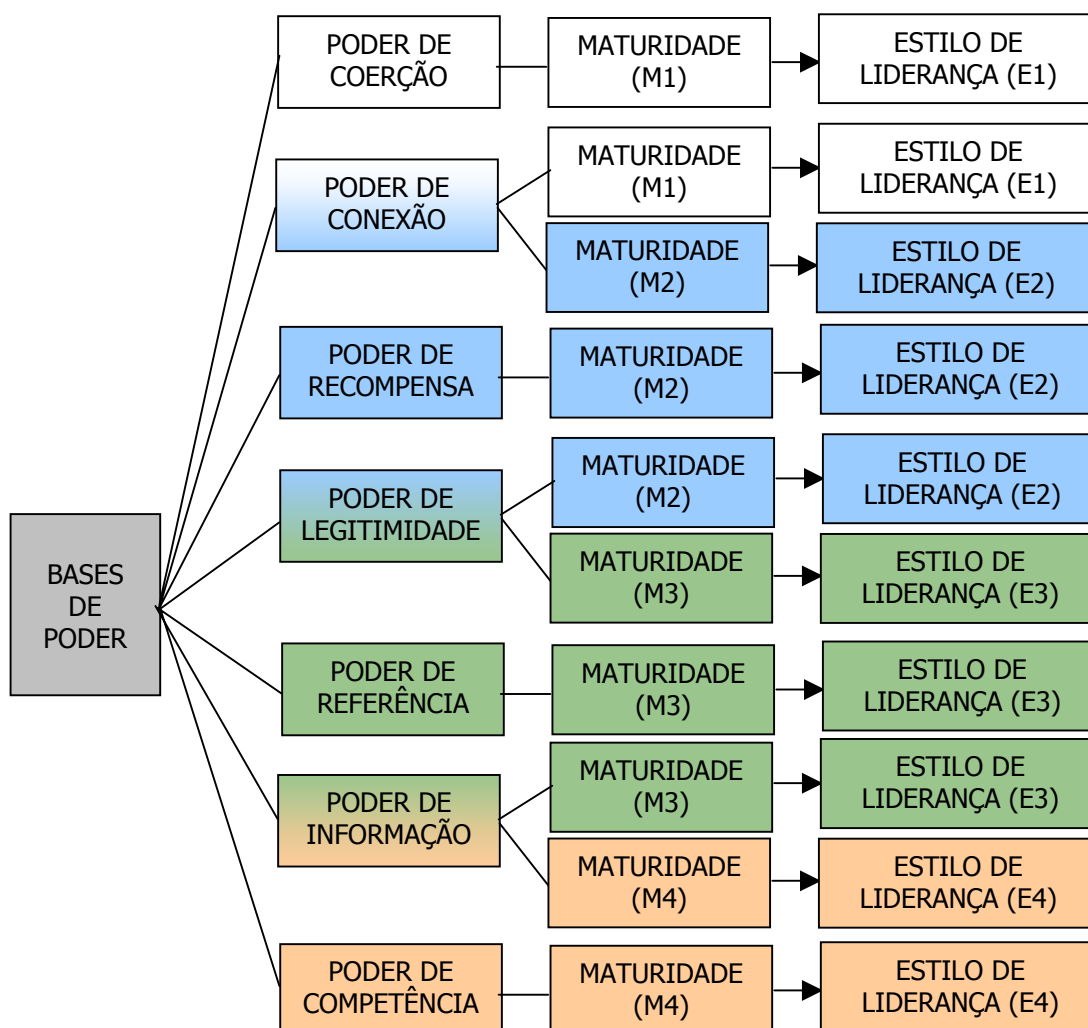 PODER DE
COERÇÃO
MATURIDADE
(M1)
ESTILO DE
LIDERANÇA (E1)
PODER DE
CONEXÃO
MATURIDADE
(M1)
ESTILO DE
LIDERANÇA (E1)
MATURIDADE
(M2)
ESTILO DE
LIDERANÇA (E2)
PODER DE
RECOMPENSA
MATURIDADE
(M2)
ESTILO DE
LIDERANÇA (E2)
PODER DE
LEGITIMIDADE
MATURIDADE
(M2)
ESTILO DE
LIDERANÇA (E2)
MATURIDADE
(M3)
ESTILO DE
LIDERANÇA (E3)
BASES
DE
PODER
PODER DE
REFERÊNCIA
MATURIDADE
(M3)
ESTILO DE
LIDERANÇA (E3)
PODER DE
INFORMAÇÃO
MATURIDADE
(M3)
ESTILO DE
LIDERANÇA (E3)
MATURIDADE
(M4)
ESTILO DE
LIDERANÇA (E4)
PODER DE
COMPETÊNCIA
MATURIDADE
(M4)
ESTILO DE
LIDERANÇA (E4)